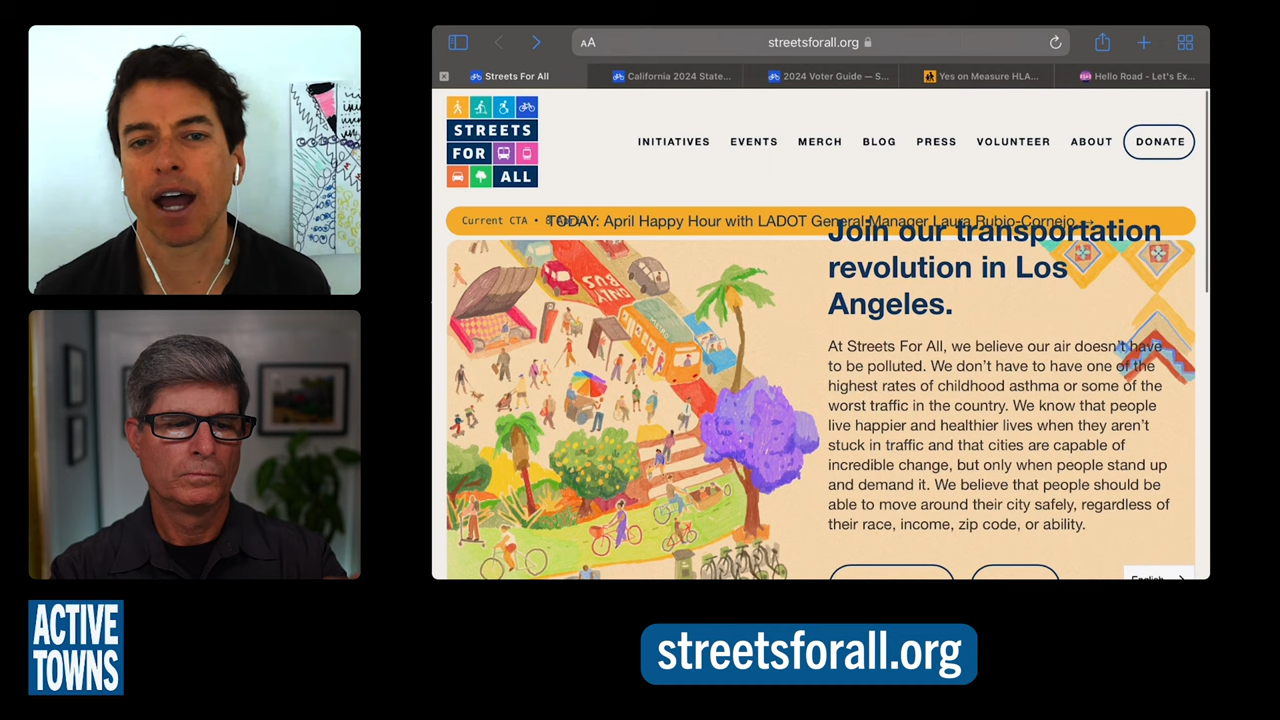 AA
streetsforall.org
Streets For All
California 2024 State...
2024 Voter Guide — S...
Yes on Measure HLA...
Hello Road - Let's Ex...
STREETS
FOR
ALL
INITIATIVES
EVENTS
MERCH
BLOG
PRESS
VOLUNTEER
ABOUT
DONATE
Current CTA •
TODAY: April Happy Hour with LADOT General Manager Laura Rubio-Cornejo →
Join our transportation
revolution in Los
Angeles.
At Streets For All, we believe our air doesn't have
to be polluted. We don't have to have one of the
highest rates of childhood asthma or some of the
worst traffic in the country. We know that people
live happier and healthier lives when they aren't
stuck in traffic and that cities are capable of
incredible change, but only when people stand up
and demand it. We believe that people should be
able to move around their city safely, regardless of
their race, income, zip code, or ability.
BUS
ONLY
METRO
English
ACTIVE
TOWNS
streetsforall.org